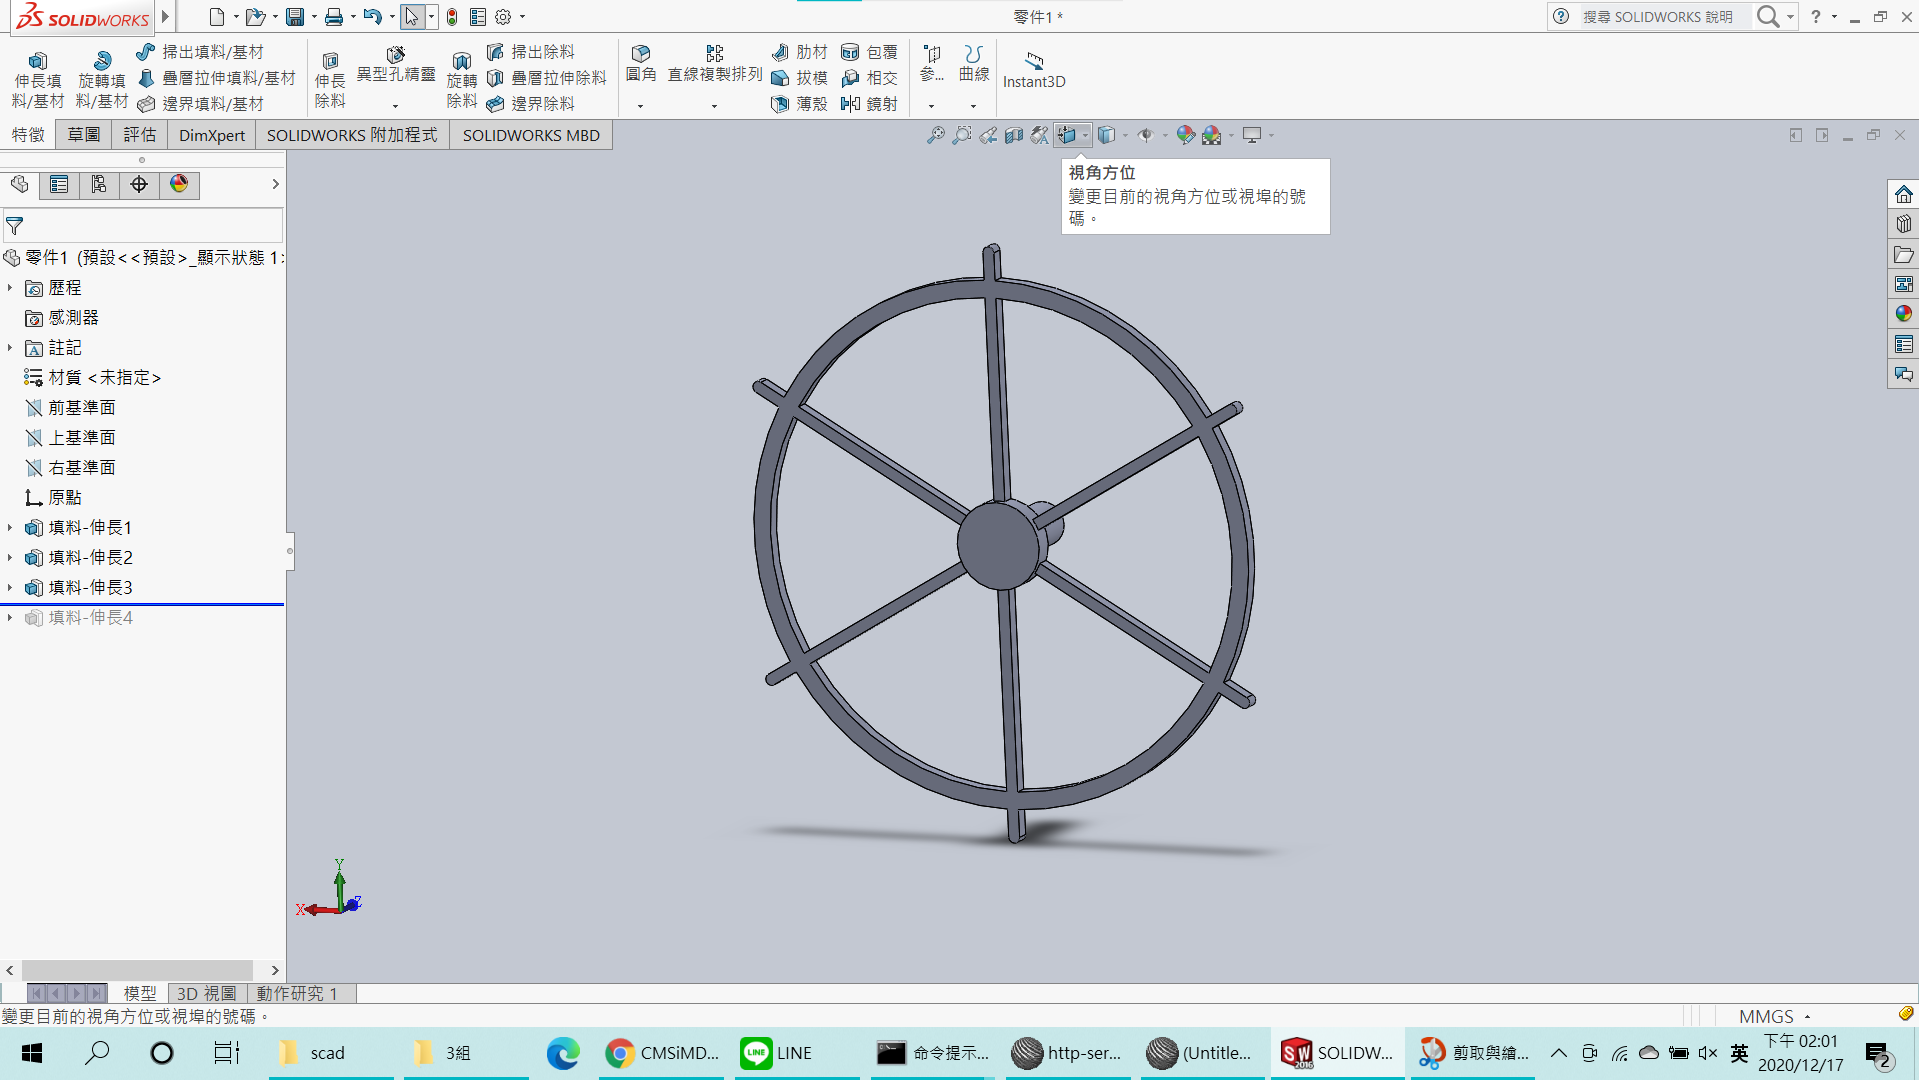 SOLIDWORKS
零件1 *
搜尋 SOLIDWORKS 說明
伸長填料/基材
旋轉填料/基材
掃出填料/基材
疊層拉伸填料/基材
邊界填料/基材
伸長除料
異型孔精靈
旋轉除料
掃出除料
疊層拉伸除料
邊界除料
圓角
直線複製排列
肋材
拔模
薄殼
包覆
相交
鏡射
參...
曲線
Instant3D
特徵
草圖
評估
DimXpert
SOLIDWORKS 附加程式
SOLIDWORKS MBD
視角方位
變更目前的視角方位或視埠的號
碼。
零件1 (預設<<預設>_顯示狀態 1>
歷程
感測器
註記
材質 <未指定>
前基準面
上基準面
右基準面
原點
填料-伸長1
填料-伸長2
填料-伸長3
填料-伸長4
Y
X
Z
模型
3D 視圖
動作研究 1
變更目前的視角方位或視埠的號碼。
MMGS
scad
3組
CMSiMD...
LINE
命令提示...
http-ser...
(Untitle...
SOLIDW...
剪取與繪...
英
下午 02:01
2020/12/17
2